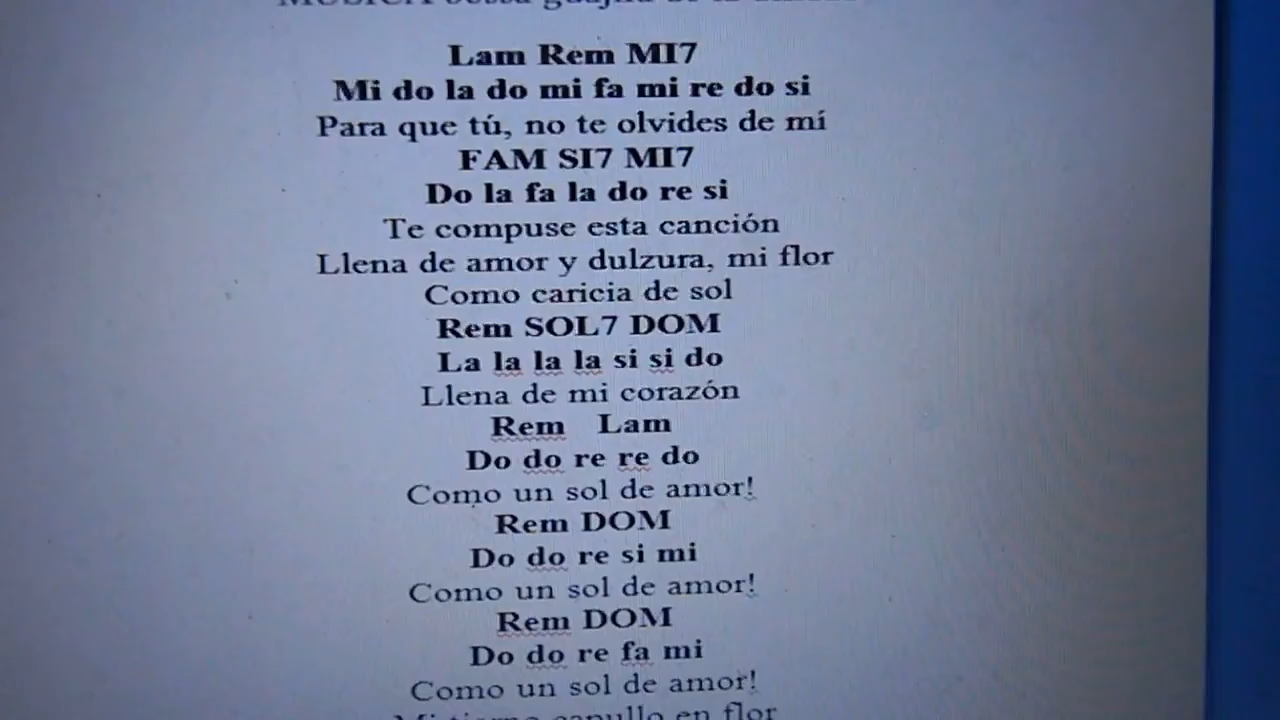 Lam Rem MI7
Mi do la do mi fa mi re do si
Para que tú, no te olvides de mí
FAM SI7 MI7
Do la fa la do re si
Te compuse esta canción
Llena de amor y dulzura, mi flor
Como caricia de sol
Rem SOL7 DOM
La la la la si si do
Llena de mi corazón
Rem Lam
Do do re re do
Como un sol de amor!
Rem DOM
Do do re si mi
Como un sol de amor!
Rem DOM
Do do re fa mi
Como un sol de amor!
capullo en flor